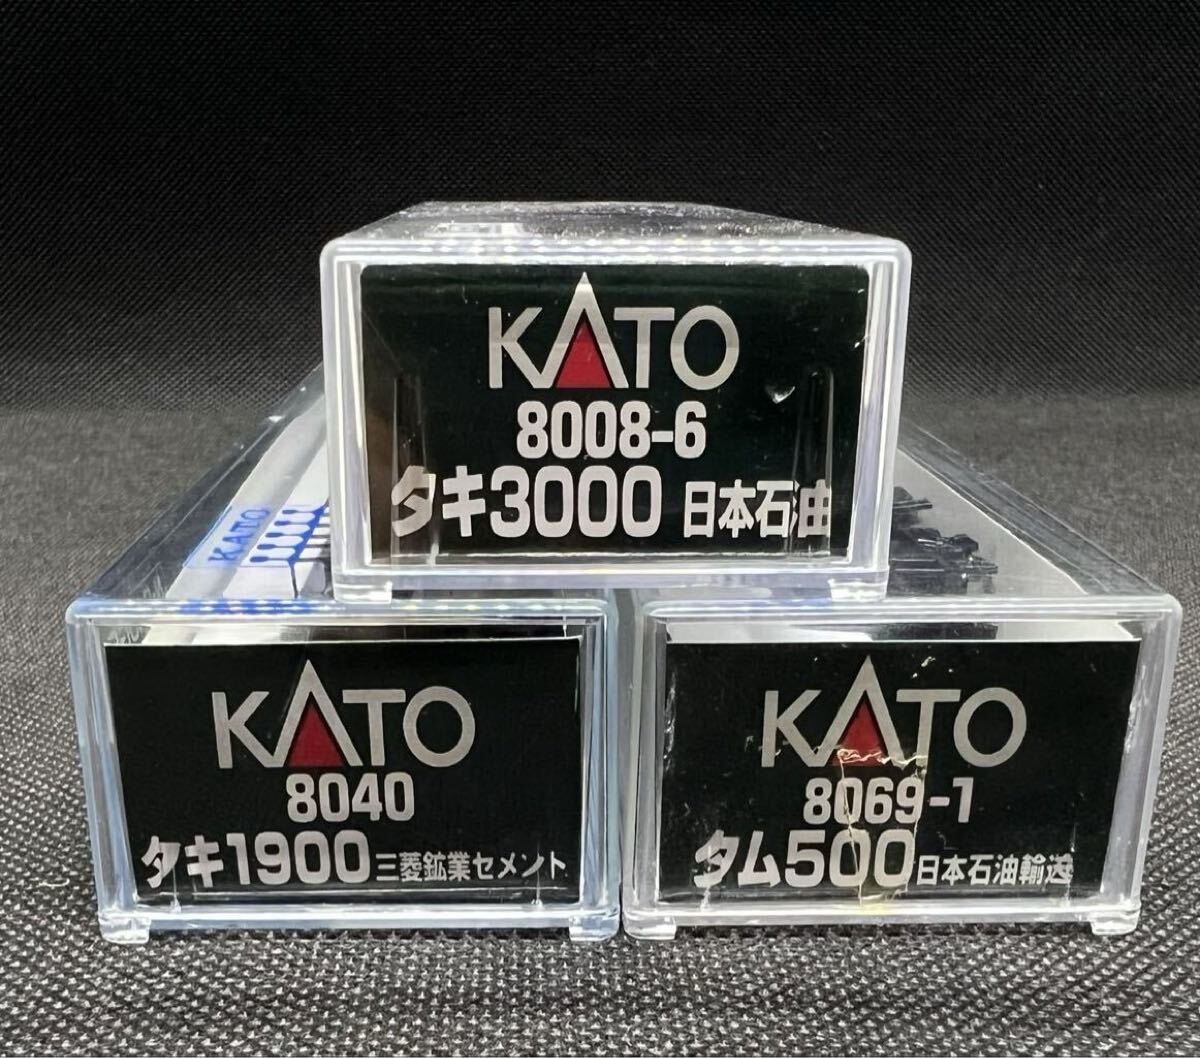 KATO
8008-6
タキ3000 日本石油
KATO
KATO
8040
タキ1900 三菱鉱業セメント
KATO
8069-1
タム500 日本石油輸送